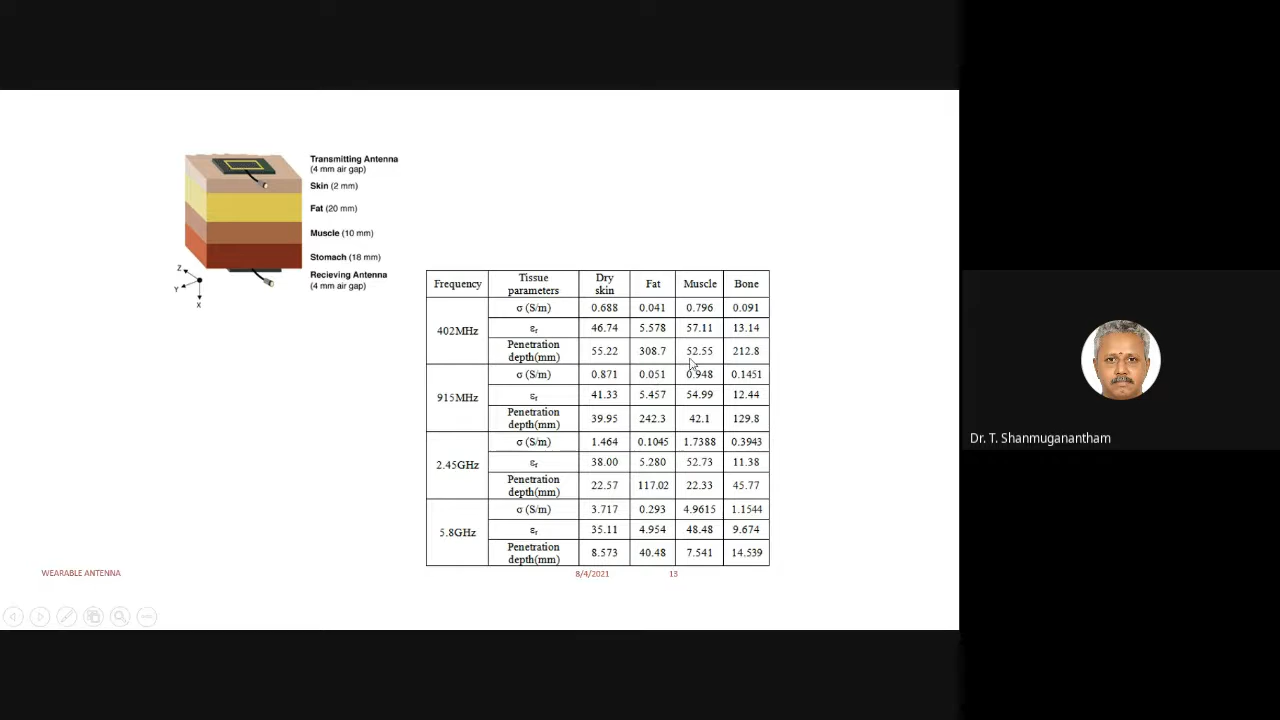 Transmitting Antenna
(4 mm air gap)
Skin (2 mm)
Fat (20 mm)
Muscle (10 mm)
Stomach (18 mm)
Recieving Antenna
(4 mm air gap)
Z
Y
X
Frequency Tissue parameters Dry skin Fat Muscle Bone
402MHz
σ (S/m) 0.688 0.041 0.796 0.091
εr 46.74 5.578 57.11 13.14
Penetration depth(mm) 55.22 308.7 52.55 212.8
915MHz
σ (S/m) 0.871 0.051 0.948 0.1451
εr 41.33 5.457 54.99 12.44
Penetration depth(mm) 39.95 242.3 42.1 129.8
2.45GHz
σ (S/m) 1.464 0.1045 1.7388 0.3943
εr 38.00 5.280 52.73 11.38
Penetration depth(mm) 22.57 117.02 22.33 45.77
5.8GHz
σ (S/m) 3.717 0.293 4.9615 1.1544
εr 35.11 4.954 48.48 9.674
Penetration depth(mm) 8.573 40.48 7.541 14.539
WEARABLE ANTENNA 8/4/2021 13
Dr. T. Shanmuganantham